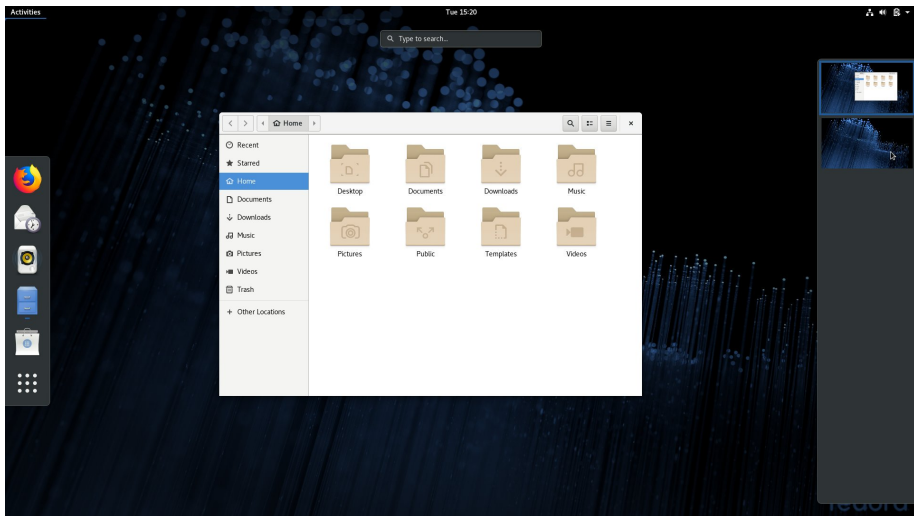 Activities
Tue 15:20
Type to search...
Home
Recent
Starred
Home
Documents
Downloads
Music
Pictures
Videos
Trash
+ Other Locations
Desktop
Documents
Downloads
Music
Pictures
Public
Templates
Videos
fedora